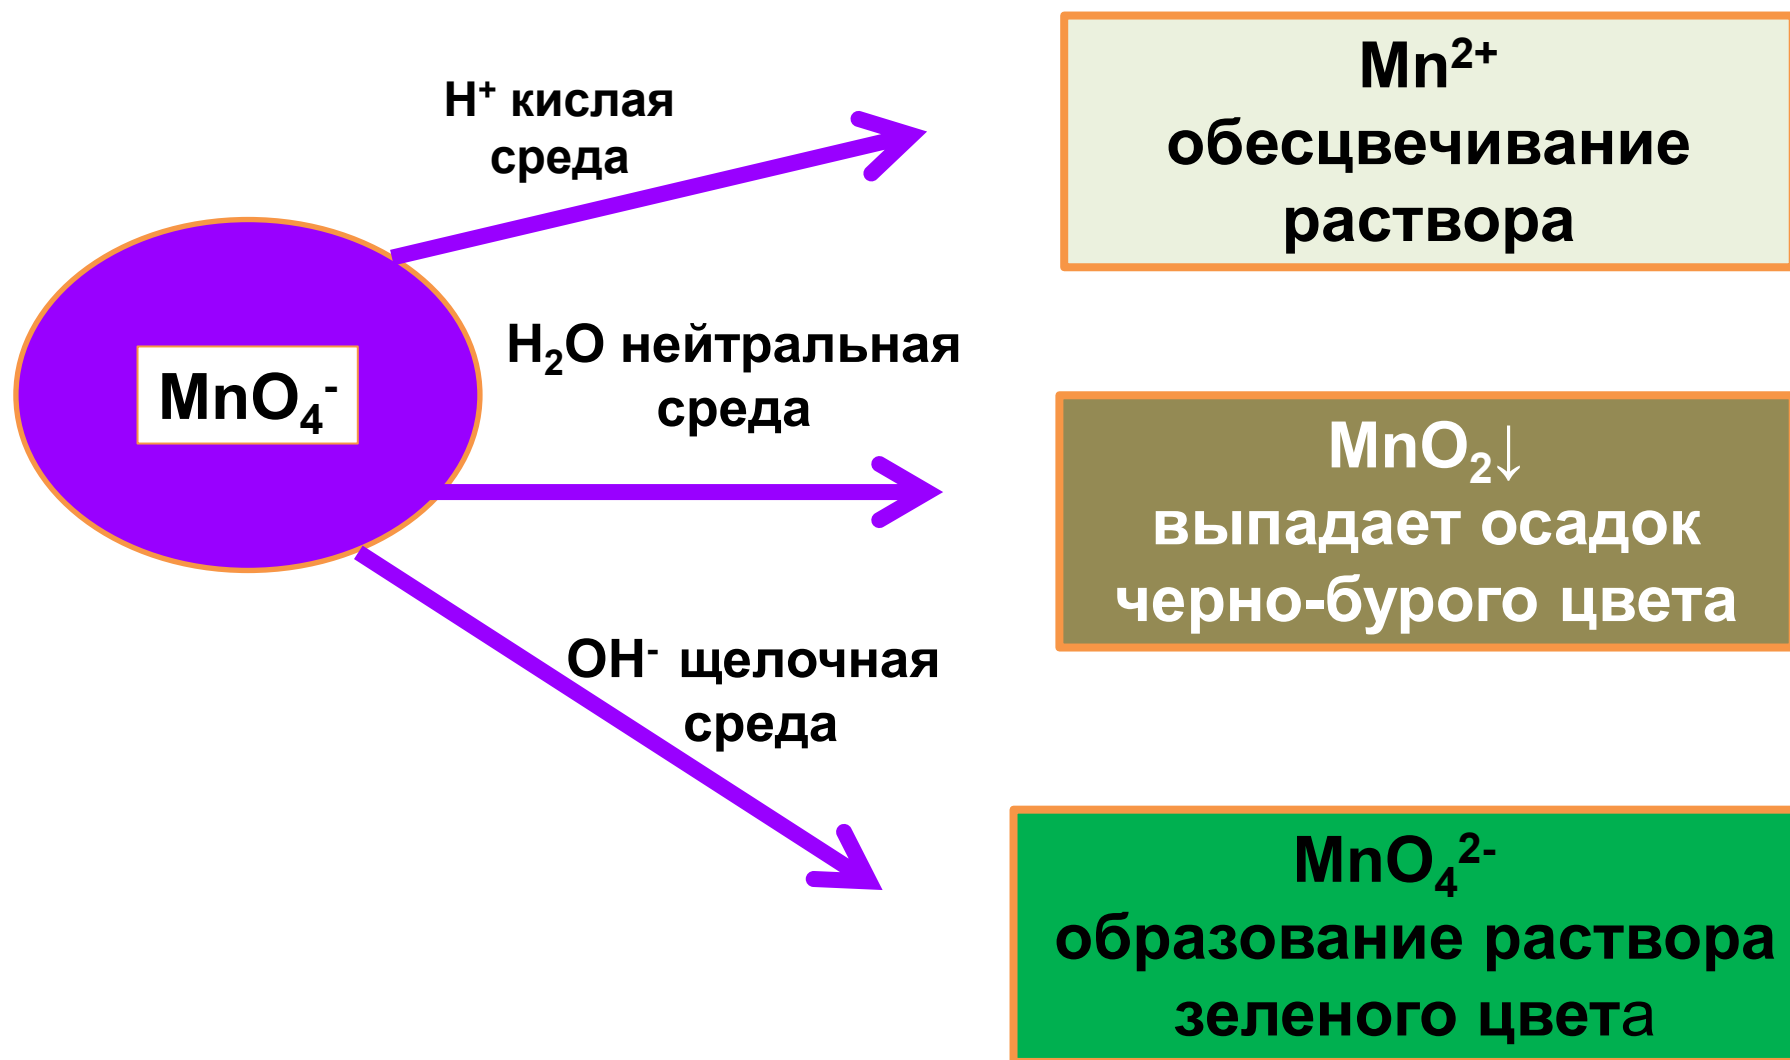 H⁺ кислая
среда
Mn²⁺
обесцвечивание
раствора
MnO₄⁻
H₂O нейтральная
среда
MnO₂↓
выпадает осадок
черно-бурого цвета
OH⁻ щелочная
среда
MnO₄²⁻
образование раствора
зеленого цвета